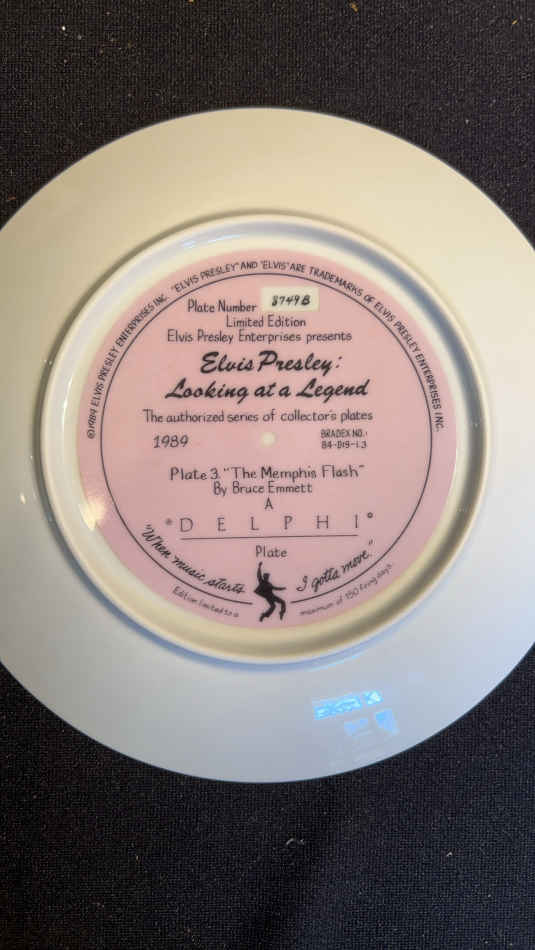 ©1989 ELVIS PRESLEY ENTERPRISES INC. "ELVIS PRESLEY" AND "ELVIS" ARE TRADEMARKS OF ELVIS PRESLEY ENTERPRISES INC.
Plate Number 8749B
Limited Edition
Elvis Presley Enterprises presents
Elvis Presley:
Looking at a Legend
The authorized series of collector's plates
1989
BRADEX NO.:
84-B19-1.3
Plate 3. "The Memphis Flash"
By Bruce Emmett
A
DELPHI
Plate
"When music starts, I gotta move."
Edition limited to a maximum of 150 firing days.